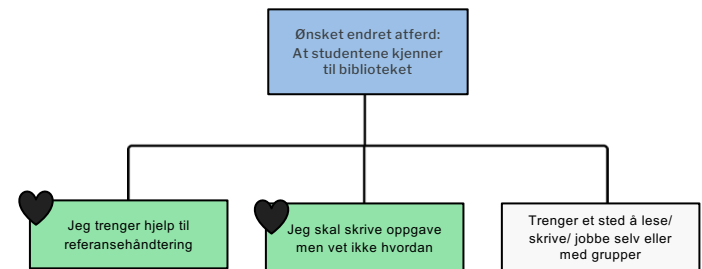 Ønsket endret atferd:
At studentene kjenner
til biblioteket
Jeg trenger hjelp til
referansehåndtering
Jeg skal skrive oppgave
men vet ikke hvordan
Trenger et sted å lese/
skrive/ jobbe selv eller
med grupper